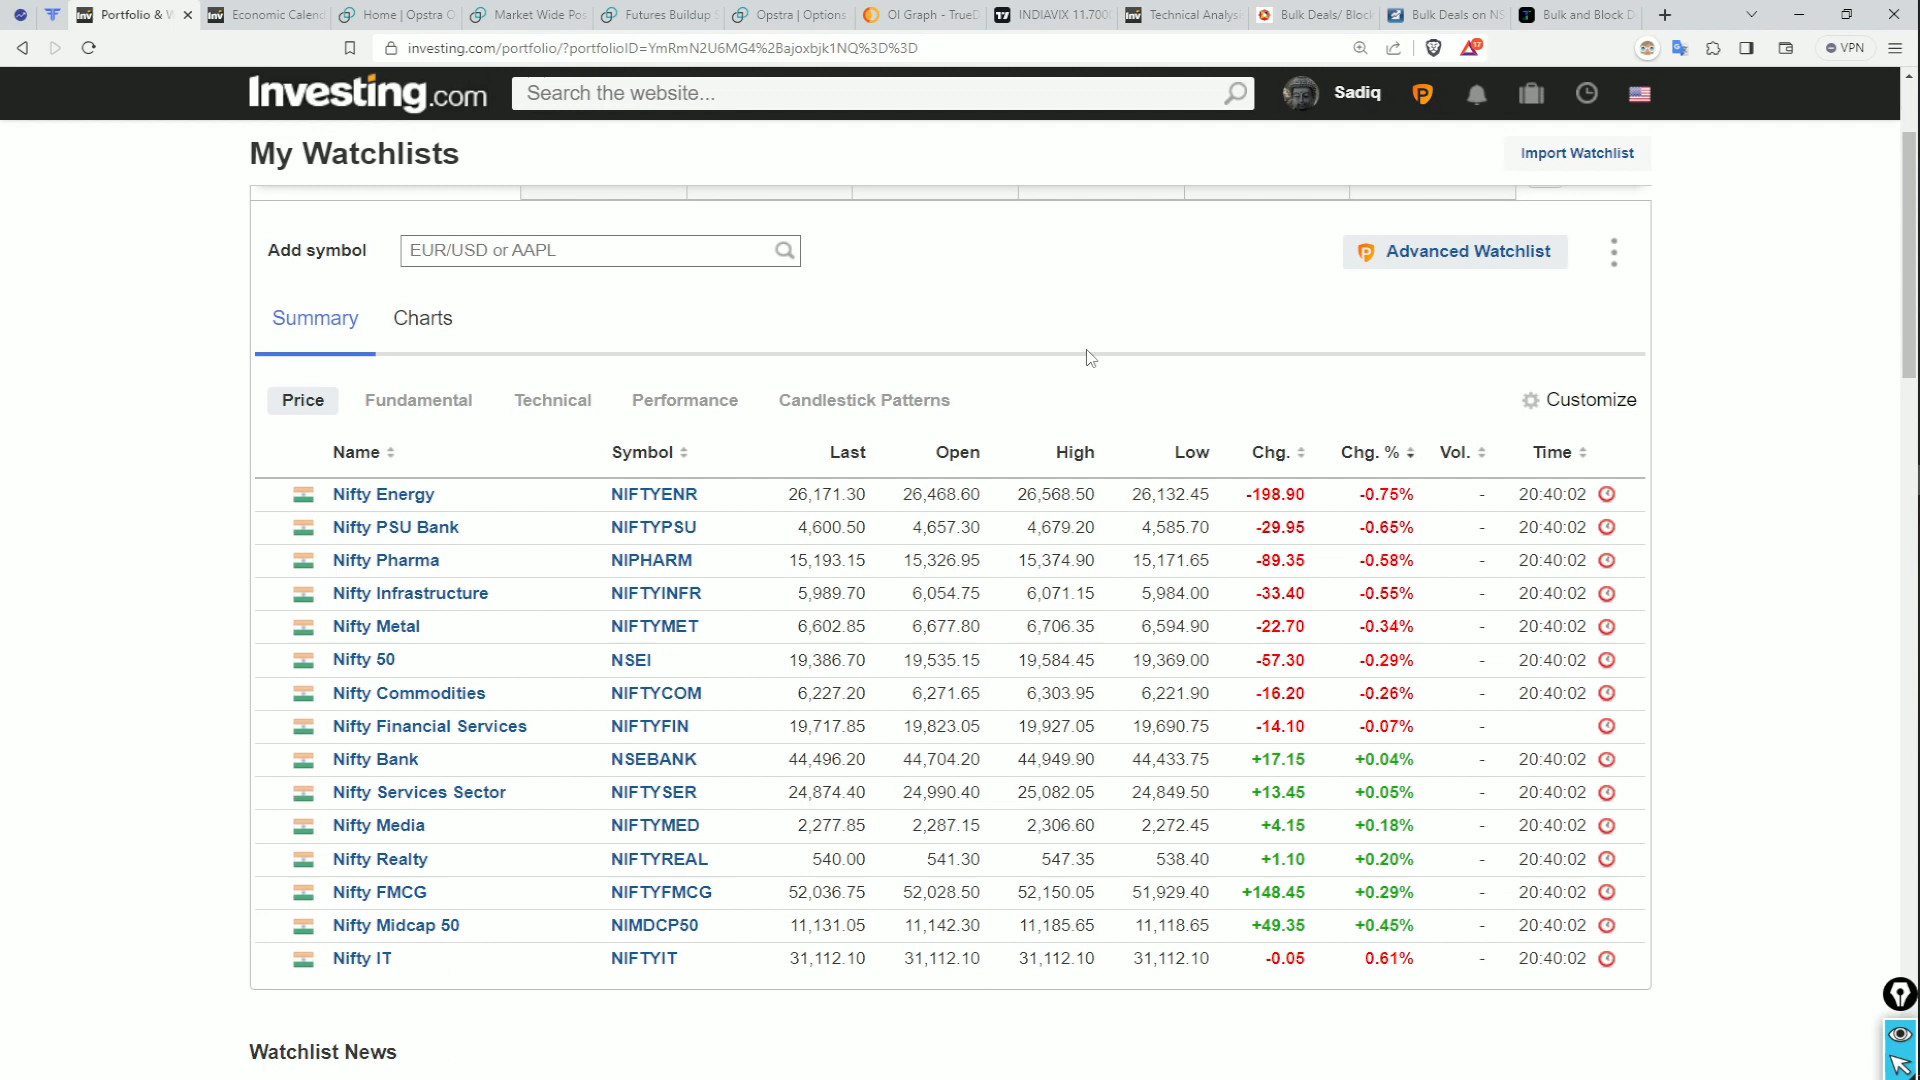 Portfolio & W
Economic Calend
Home | Opstra O
Market Wide Pos
Futures Buildup S
Opstra | Options
OI Graph - TrueD
INDIAVIX 11.700
Technical Analys
Bulk Deals/ Block
Bulk Deals on NS
Bulk and Block D
investing.com/portfolio/?portfolioID=YmRmN2U6MG4%2Bajoxbjk1NQ%3D%3D
17
VPN
Investing.com
Search the website...
Sadiq
My Watchlists
Import Watchlist
Add symbol
EUR/USD or AAPL
Advanced Watchlist
Summary
Charts
Price Fundamental Technical Performance Candlestick Patterns
Customize
Name Symbol Last Open High Low Chg. Chg. % Vol. Time
Nifty Energy NIFTYENR 26,171.30 26,468.60 26,568.50 26,132.45 -198.90 -0.75% - 20:40:02
Nifty PSU Bank NIFTYPSU 4,600.50 4,657.30 4,679.20 4,585.70 -29.95 -0.65% - 20:40:02
Nifty Pharma NIPHARM 15,193.15 15,326.95 15,374.90 15,171.65 -89.35 -0.58% - 20:40:02
Nifty Infrastructure NIFTYINFR 5,989.70 6,054.75 6,071.15 5,984.00 -33.40 -0.55% - 20:40:02
Nifty Metal NIFTYMET 6,602.85 6,677.80 6,706.35 6,594.90 -22.70 -0.34% - 20:40:02
Nifty 50 NSEI 19,386.70 19,535.15 19,584.45 19,369.00 -57.30 -0.29% - 20:40:02
Nifty Commodities NIFTYCOM 6,227.20 6,271.65 6,303.95 6,221.90 -16.20 -0.26% - 20:40:02
Nifty Financial Services NIFTYFIN 19,717.85 19,823.05 19,927.05 19,690.75 -14.10 -0.07% -
Nifty Bank NSEBANK 44,496.20 44,704.20 44,949.90 44,433.75 +17.15 +0.04% - 20:40:02
Nifty Services Sector NIFTYSER 24,874.40 24,990.40 25,082.05 24,849.50 +13.45 +0.05% - 20:40:02
Nifty Media NIFTYMED 2,277.85 2,287.15 2,306.60 2,272.45 +4.15 +0.18% - 20:40:02
Nifty Realty NIFTYREAL 540.00 541.30 547.35 538.40 +1.10 +0.20% - 20:40:02
Nifty FMCG NIFTYFMCG 52,036.75 52,028.50 52,150.05 51,929.40 +148.45 +0.29% - 20:40:02
Nifty Midcap 50 NIMDCP50 11,131.05 11,142.30 11,185.65 11,118.65 +49.35 +0.45% - 20:40:02
Nifty IT NIFTYIT 31,112.10 31,112.10 31,112.10 31,112.10 -0.05 0.61% - 20:40:02
Watchlist News